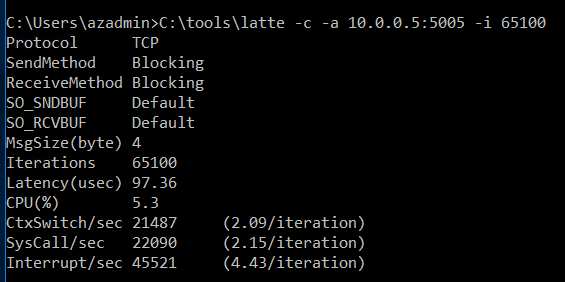 C:\Users\azadmin>C:\tools\latte -c -a 10.0.0.5:5005 -i 65100
Protocol      TCP
SendMethod    Blocking
ReceiveMethod Blocking
SO_SNDBUF     Default
SO_RCVBUF     Default
MsgSize(byte) 4
Iterations    65100
Latency(usec) 97.36
CPU(%)        5.3
CtxSwitch/sec 21487     (2.09/iteration)
SysCall/sec   22090     (2.15/iteration)
Interrupt/sec 45521     (4.43/iteration)